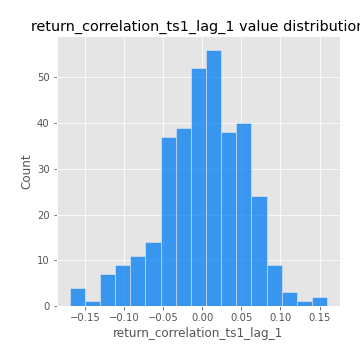 return_correlation_ts1_lag_1 value distribution
Count
50
40
30
20
10
0
−0.15 −0.10 −0.05 0.00 0.05 0.10 0.15
return_correlation_ts1_lag_1